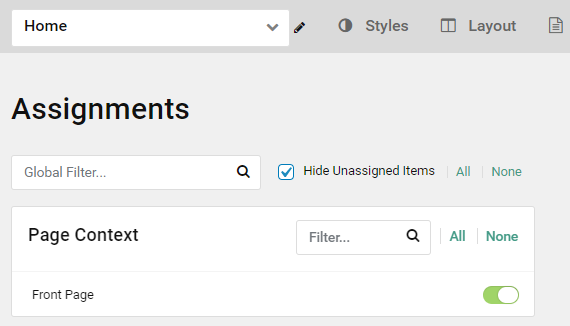 Home Styles Layout
Assignments
Global Filter... Hide Unassigned Items All None
Page Context Filter... All None
Front Page